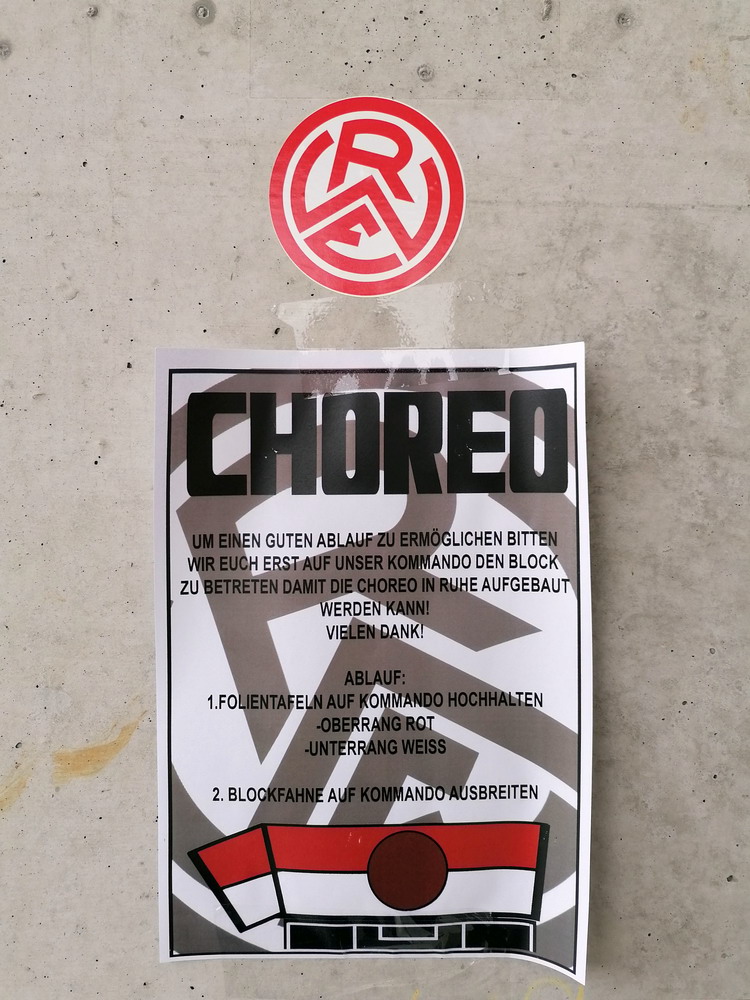 RWE
CHOREO
UM EINEN GUTEN ABLAUF ZU ERMÖGLICHEN BITTEN
WIR EUCH ERST AUF UNSER KOMMANDO DEN BLOCK
ZU BETRETEN DAMIT DIE CHOREO IN RUHE AUFGEBAUT
WERDEN KANN!
VIELEN DANK!
ABLAUF:
1.FOLIENTAFELN AUF KOMMANDO HOCHHALTEN
-OBERRANG ROT
-UNTERRANG WEISS
2. BLOCKFAHNE AUF KOMMANDO AUSBREITEN